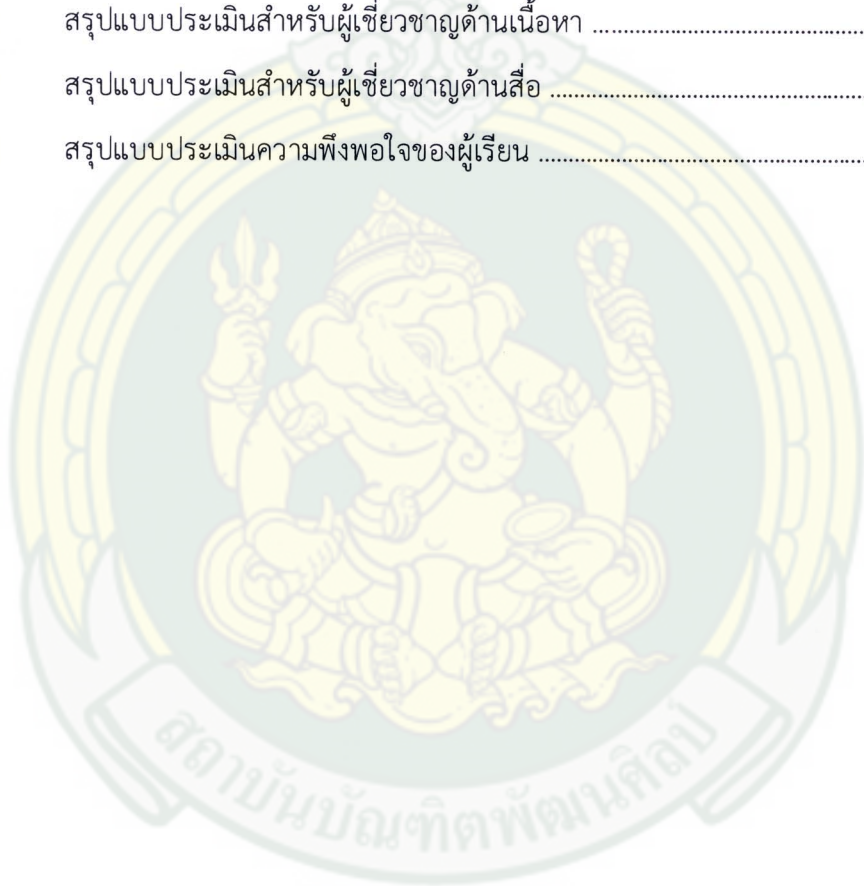 สรุปแบบประเมินสำหรับผู้เชี่ยวชาญด้านเนื้อหา ........................................
สรุปแบบประเมินสำหรับผู้เชี่ยวชาญด้านสื่อ ..............................................
สรุปแบบประเมินความพึงพอใจของผู้เรียน ................................................
สถาบันบัณฑิตพัฒนศิลป์